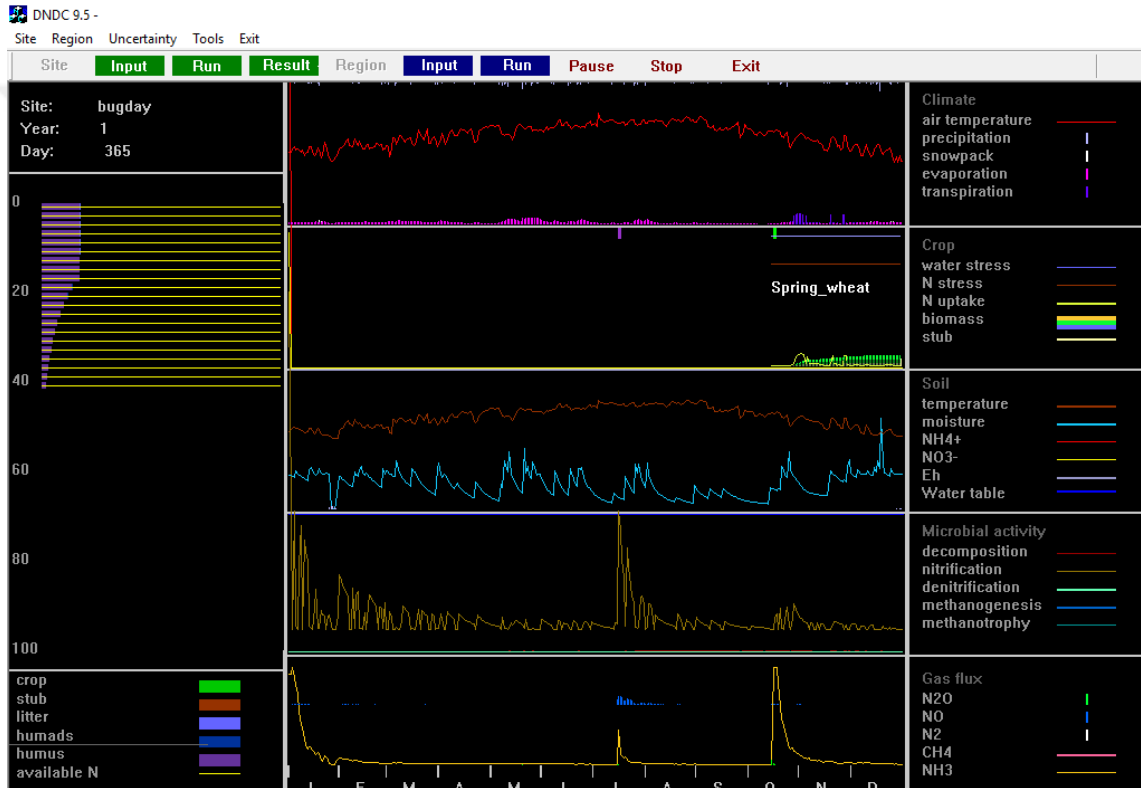 DNDC 9.5 -
Site Region Uncertainty Tools Exit
Site Input Run Result Region Input Run Pause Stop Exit
Site: bugday
Year: 1
Day: 365
0
20
40
60
80
100
crop
stub
litter
humads
humus
available N
Spring_wheat
J F M A M J J A S O N D
Climate
air temperature
precipitation
snowpack
evaporation
transpiration
Crop
water stress
N stress
N uptake
biomass
stub
Soil
temperature
moisture
NH4+
NO3-
Eh
Water table
Microbial activity
decomposition
nitrification
denitrification
methanogenesis
methanotrophy
Gas flux
N2O
NO
N2
CH4
NH3